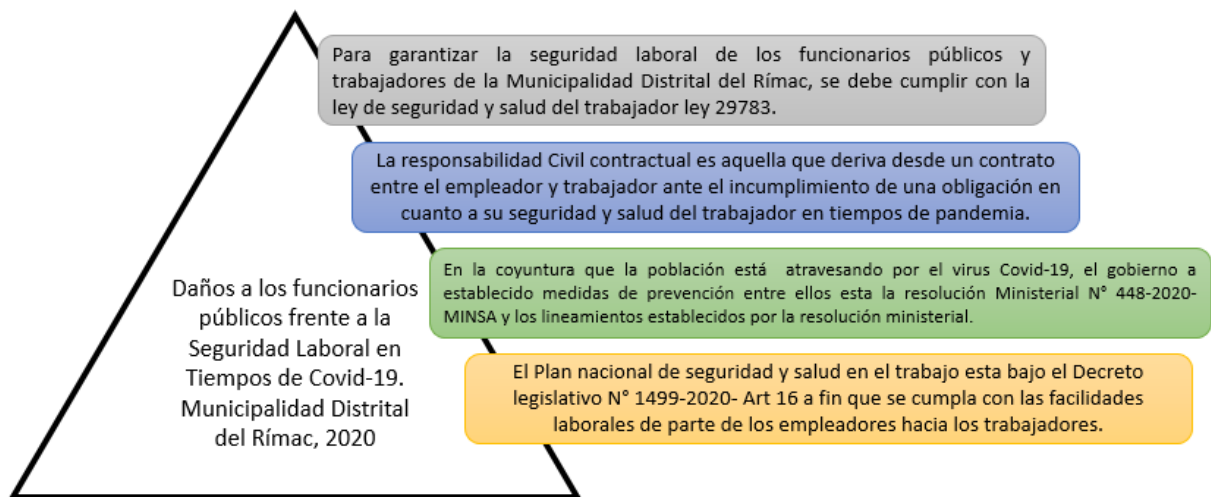 Para garantizar la seguridad laboral de los funcionarios públicos y
trabajadores de la Municipalidad Distrital del Rímac, se debe cumplir con la
ley de seguridad y salud del trabajador ley 29783.
La responsabilidad Civil contractual es aquella que deriva desde un contrato
entre el empleador y trabajador ante el incumplimiento de una obligación en
cuanto a su seguridad y salud del trabajador en tiempos de pandemia.
En la coyuntura que la población está atravesando por el virus Covid-19, el gobierno a
establecido medidas de prevención entre ellos esta la resolución Ministerial N° 448-2020-
MINSA y los lineamientos establecidos por la resolución ministerial.
El Plan nacional de seguridad y salud en el trabajo esta bajo el Decreto
legislativo N° 1499-2020- Art 16 a fin que se cumpla con las facilidades
laborales de parte de los empleadores hacia los trabajadores.
Daños a los funcionarios
públicos frente a la
Seguridad Laboral en
Tiempos de Covid-19.
Municipalidad Distrital
del Rímac, 2020